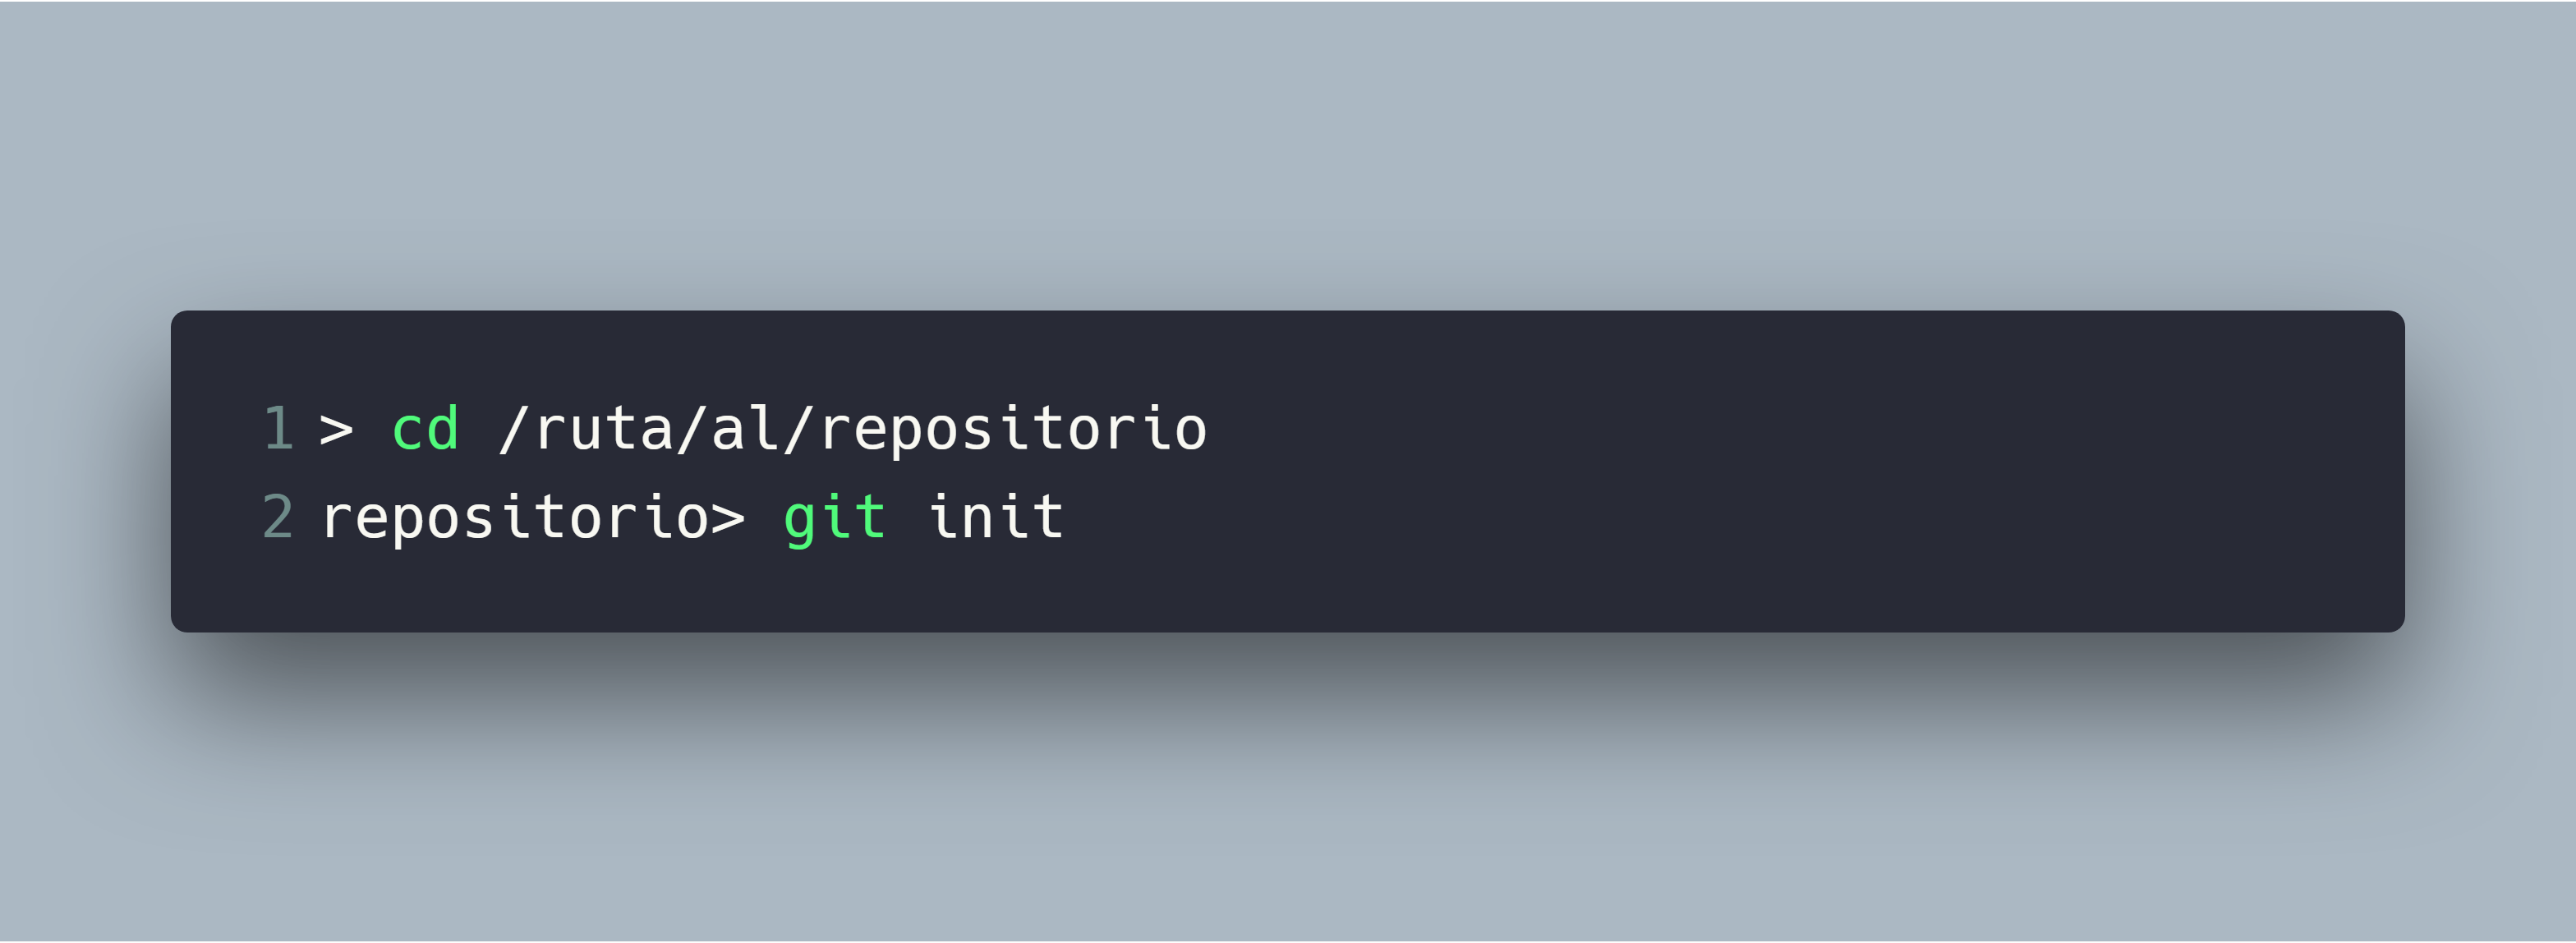 1 > cd /ruta/al/repositorio
2 repositorio> git init